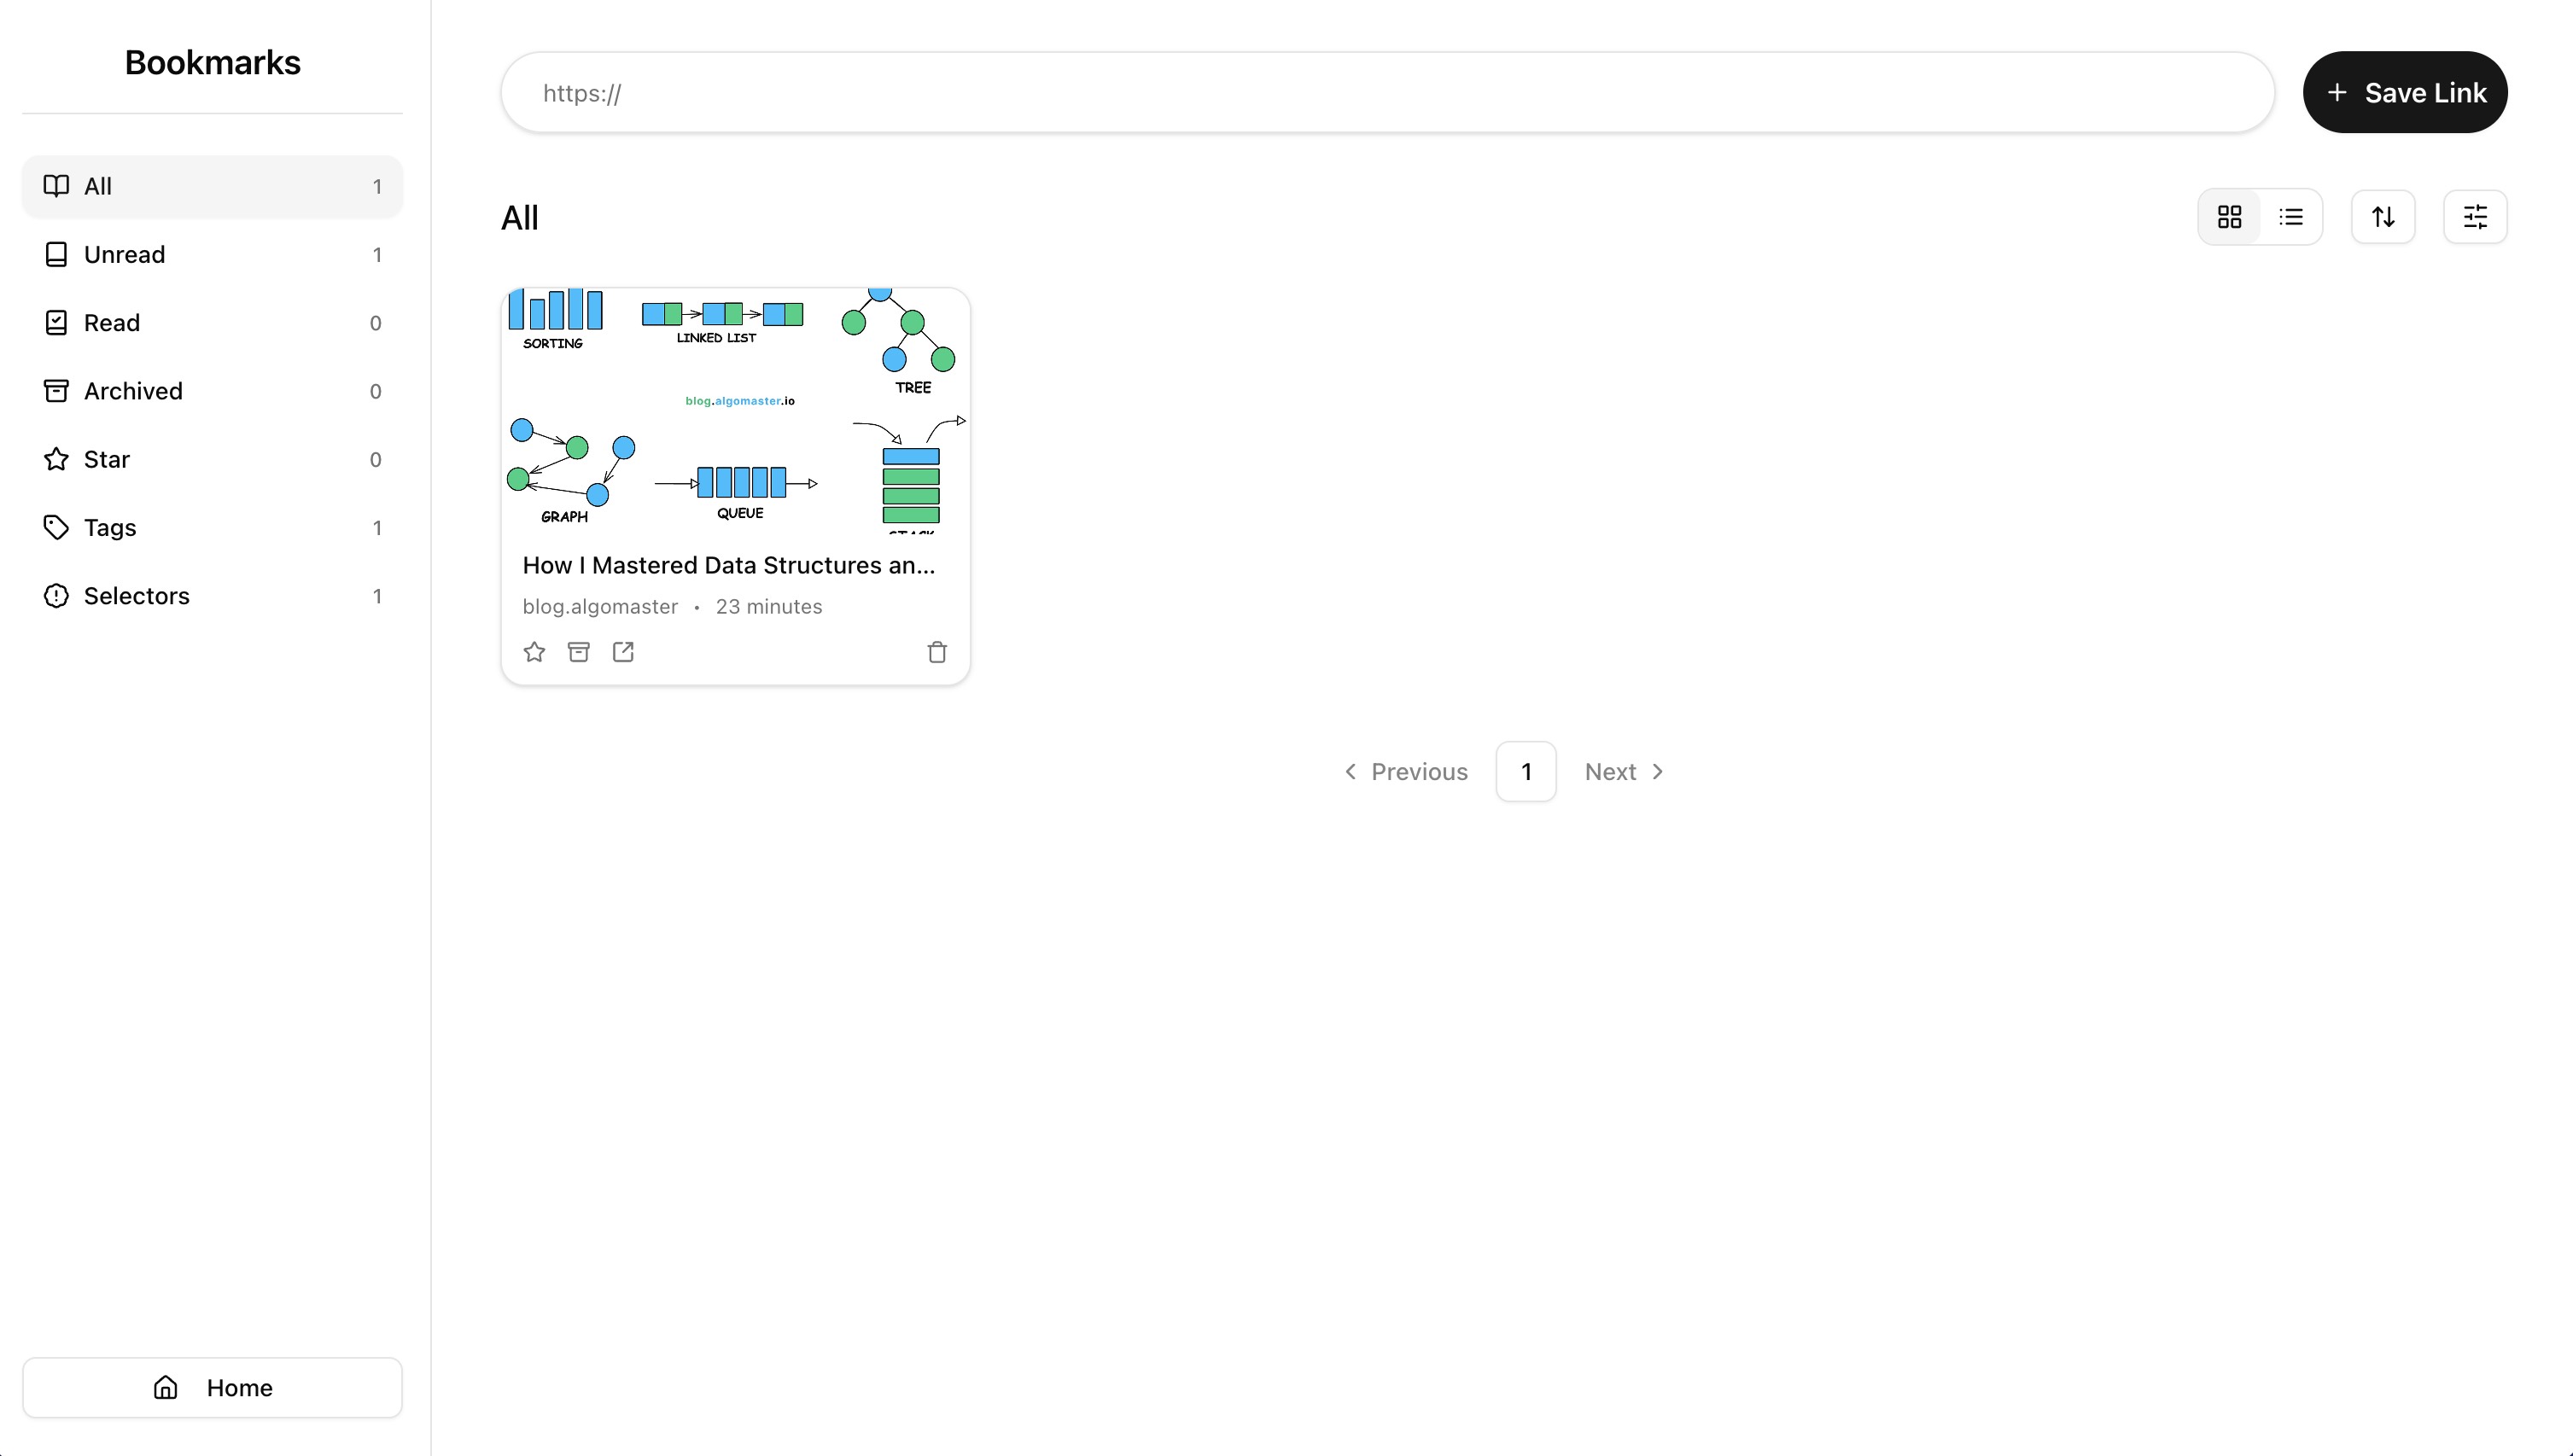 Bookmarks
All 1
Unread 1
Read 0
Archived 0
Star 0
Tags 1
Selectors 1
Home
https://
+ Save Link
All
SORTING
LINKED LIST
TREE
blog.algomaster.io
GRAPH
QUEUE
STACK
How I Mastered Data Structures an...
blog.algomaster • 23 minutes
Previous 1 Next